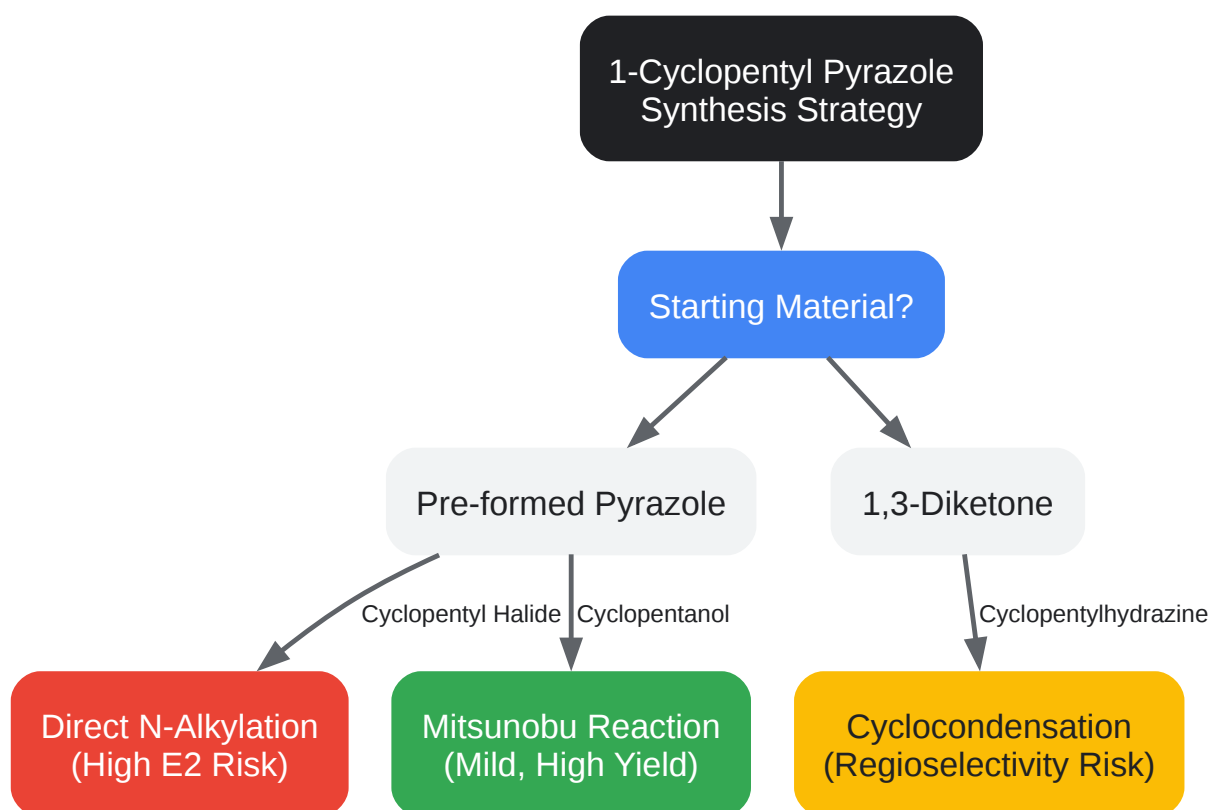 1-Cyclopentyl Pyrazole
Synthesis Strategy
Starting Material?
Pre-formed Pyrazole
1,3-Diketone
Cyclopentyl Halide
Cyclopentanol
Cyclopentylhydrazine
Direct N-Alkylation
(High E2 Risk)
Mitsunobu Reaction
(Mild, High Yield)
Cyclocondensation
(Regioselectivity Risk)